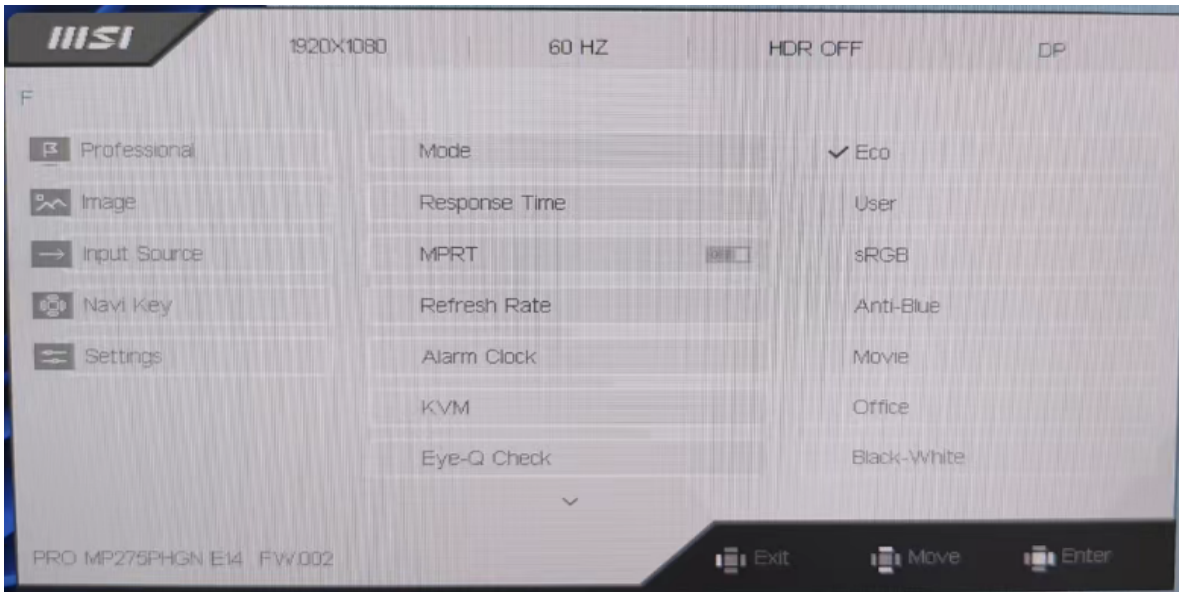 msi
1920X1080 60 HZ HDR OFF DP
F
Professional
Image
Input Source
Navi Key
Settings
Mode
Response Time
MPRT
Refresh Rate
Alarm Clock
KVM
Eye-Q Check
Eco
User
sRGB
Anti-Blue
Movie
Office
Black-White
PRO MP275PHGN E14 FW.002
Exit Move Enter